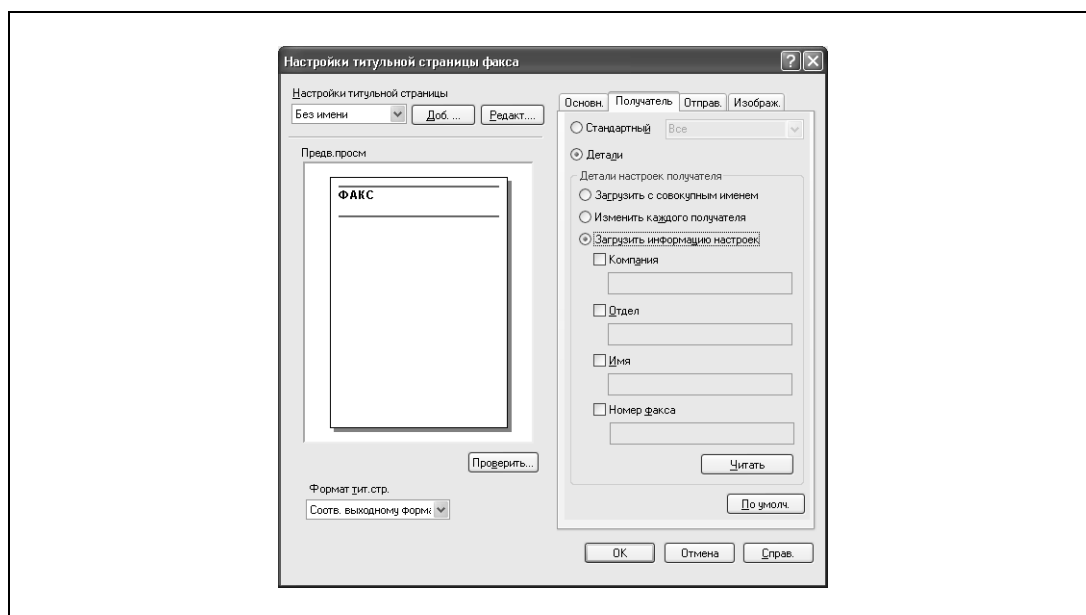 Настройки титульной страницы факса
Настройки титульной страницы
Без имени
Доб. ...
Редакт....
Предв.просм
ФАКС
Проверить...
Формат тит.стр.
Соотв. выходному форма
Основн. Получатель Отправ. Изображ.
Стандартный Все
Детали
Детали настроек получателя
Загрузить с совокупным именем
Изменить каждого получателя
Загрузить информацию настроек
Компания
Отдел
Имя
Номер факса
Читать
По умолч.
OK Отмена Справ.